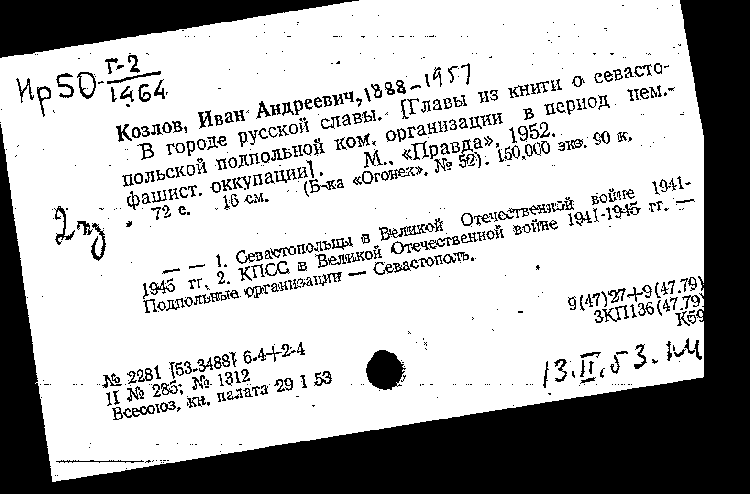 Ир50 Г-2
1964
Козлов, Иван Андреевич, 1888-1957
В городе русской славы. [Главы из книги о севасто-
польской подпольной ком. организации в период нем.-
фашист. оккупации]. М., «Правда», 1952.
72 с. 16 см. (Б-ка «Огонек». № 52). 150.000 экз. 90 к.
— — 1. Севастопольцы в Великой Отечественной войне 1941-
1945 гг. 2. КПСС в Великой Отечественной войне 1941-1945 гг. —
Подпольные организации — Севастополь.
9(47)27+9(47.79)
3КП136(47.79)
К59
№ 2281 [53-3488] 6-4+2-4
II № 285; № 1312
Всесоюз. кн. палата 29 I 53
13.II.53.